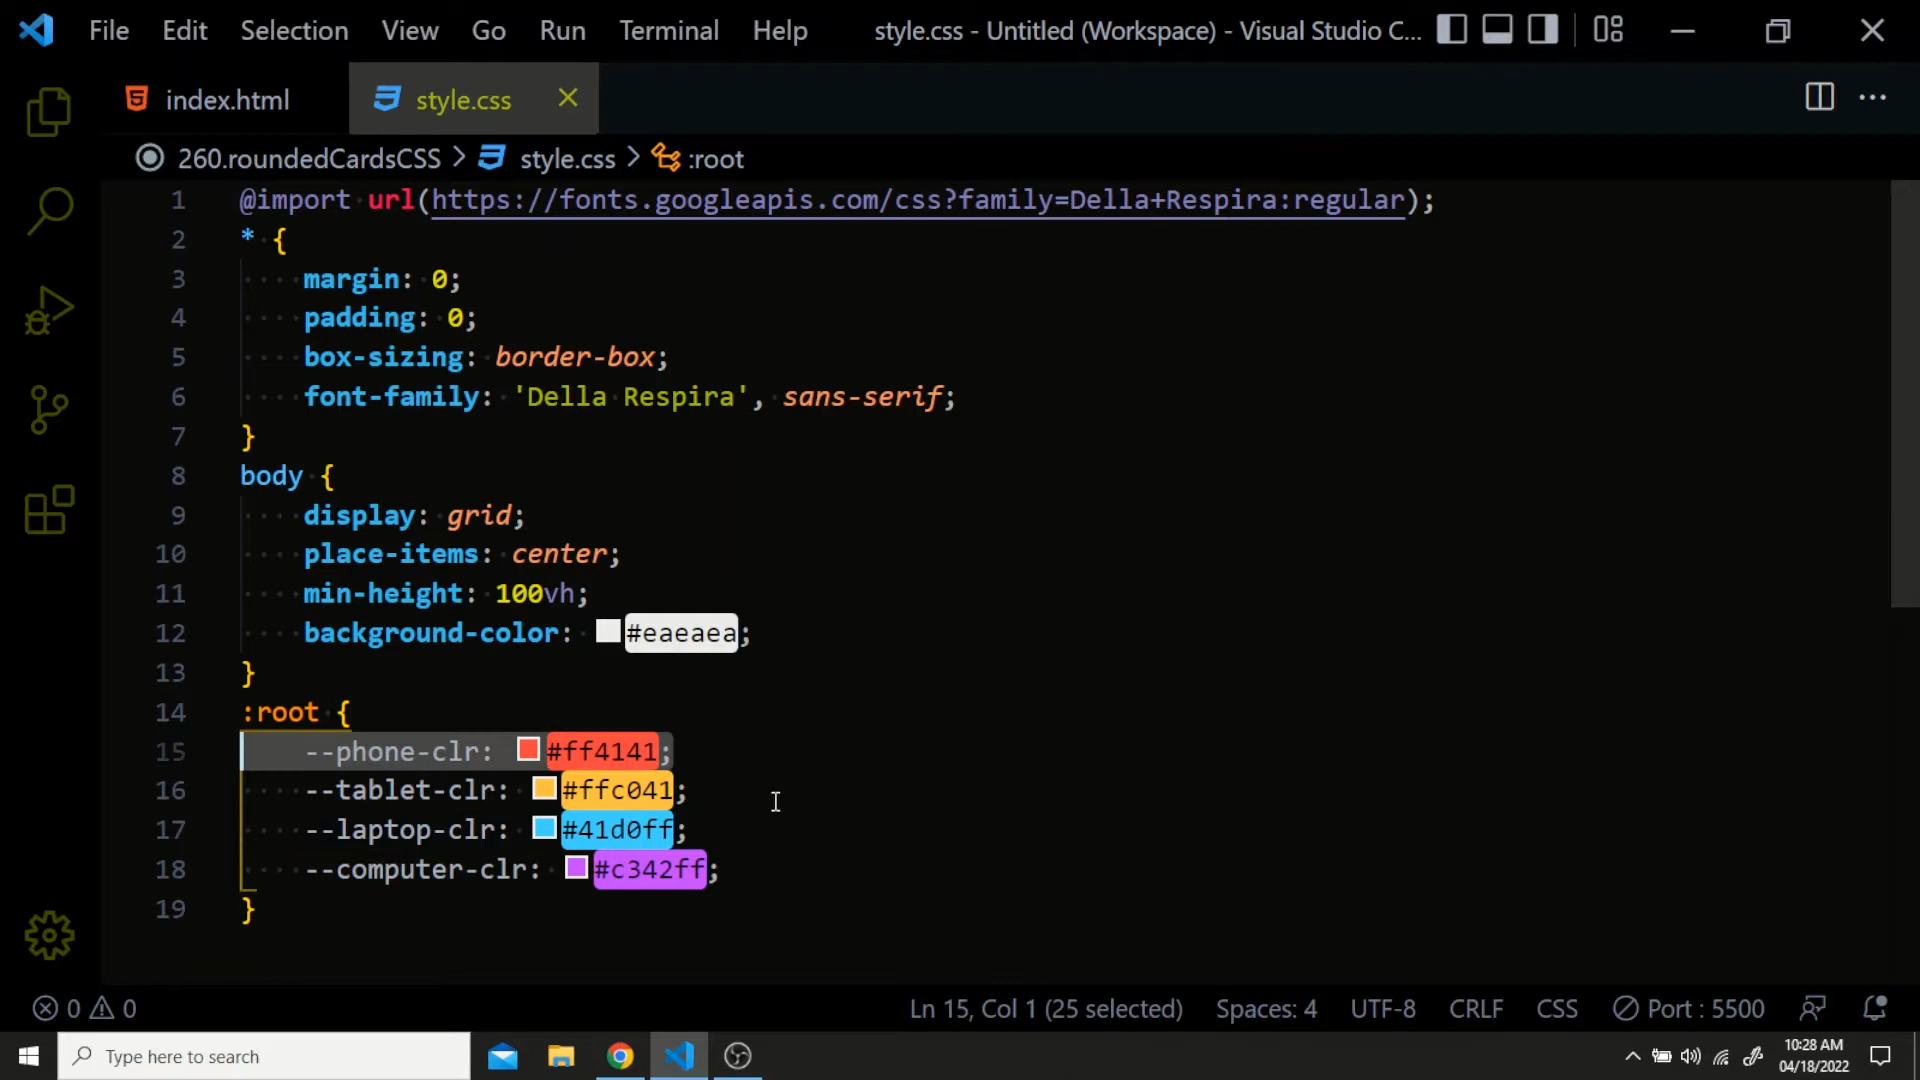 File Edit Selection View Go Run Terminal Help style.css - Untitled (Workspace) - Visual Studio C...
index.html style.css
260.roundedCardsCSS > style.css > :root
1 @import url(https://fonts.googleapis.com/css?family=Della+Respira:regular);
2 * {
3 margin: 0;
4 padding: 0;
5 box-sizing: border-box;
6 font-family: 'Della Respira', sans-serif;
7 }
8 body {
9 display: grid;
10 place-items: center;
11 min-height: 100vh;
12 background-color: #eaeaea;
13 }
14 :root {
15 --phone-clr: #ff4141;
16 --tablet-clr: #ffc041;
17 --laptop-clr: #41d0ff;
18 --computer-clr: #c342ff;
19 }
0 0 Ln 15, Col 1 (25 selected) Spaces: 4 UTF-8 CRLF CSS Port : 5500
Type here to search
10:28 AM
04/18/2022